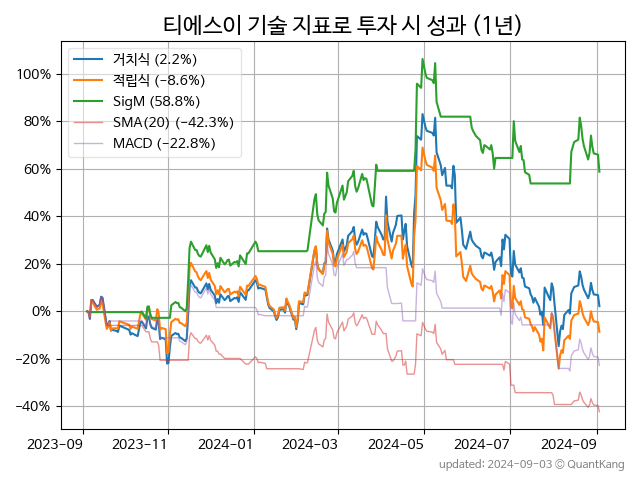 티에스이 기술 지표로 투자 시 성과 (1년)
거치식 (2.2%)
적립식 (−8.6%)
SigM (58.8%)
SMA(20) (−42.3%)
MACD (−22.8%)
100%
80%
60%
40%
20%
0%
−20%
−40%
2023-09 2023-11 2024-01 2024-03 2024-05 2024-07 2024-09
updated: 2024-09-03 © QuantKang